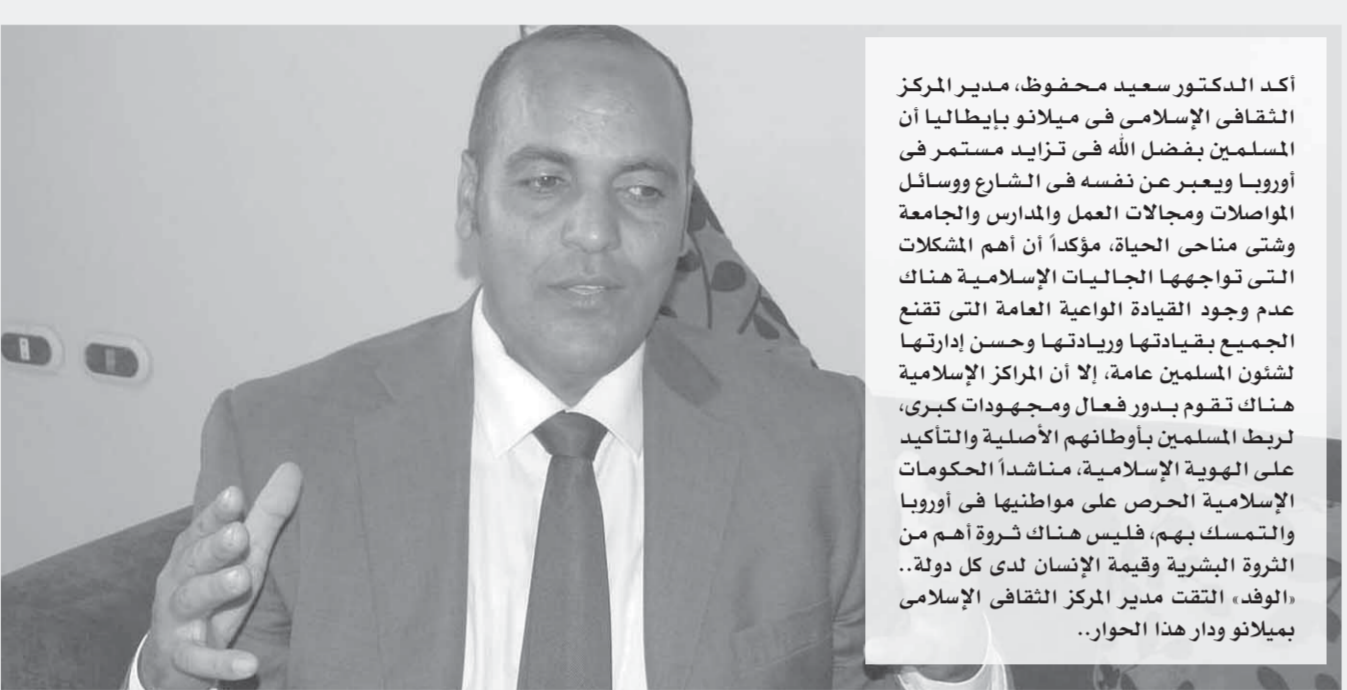 أكد الدكتور سعيد محفوظ، مدير المركز
الثقافى الإسلامى فى ميلانو بإيطاليا أن
المسلمين بفضل الله فى تزايد مستمر فى
أوروبا ويعبر عن نفسه فى الشارع ووسائل
المواصلات ومجالات العمل والمدارس والجامعة
وشتى مناحى الحياة، مؤكداً أن أهم المشكلات
التى تواجهها الجاليات الإسلامية هناك
عدم وجود القيادة الواعية العامة التى تقنع
الجميع بقيادتها وريادتها وحسن إدارتها
لشئون المسلمين عامة، إلا أن المراكز الإسلامية
هناك تقوم بدور فعال ومجهودات كبرى،
لربط المسلمين بأوطانهم الأصلية والتأكيد
على الهوية الإسلامية، مناشداً الحكومات
الإسلامية الحرص على مواطنيها فى أوروبا
والتمسك بهم، فليس هناك ثروة أهم من
الثروة البشرية وقيمة الإنسان لدى كل دولة..
«الوفد» التقت مدير المركز الثقافى الإسلامى
بميلانو ودار هذا الحوار..